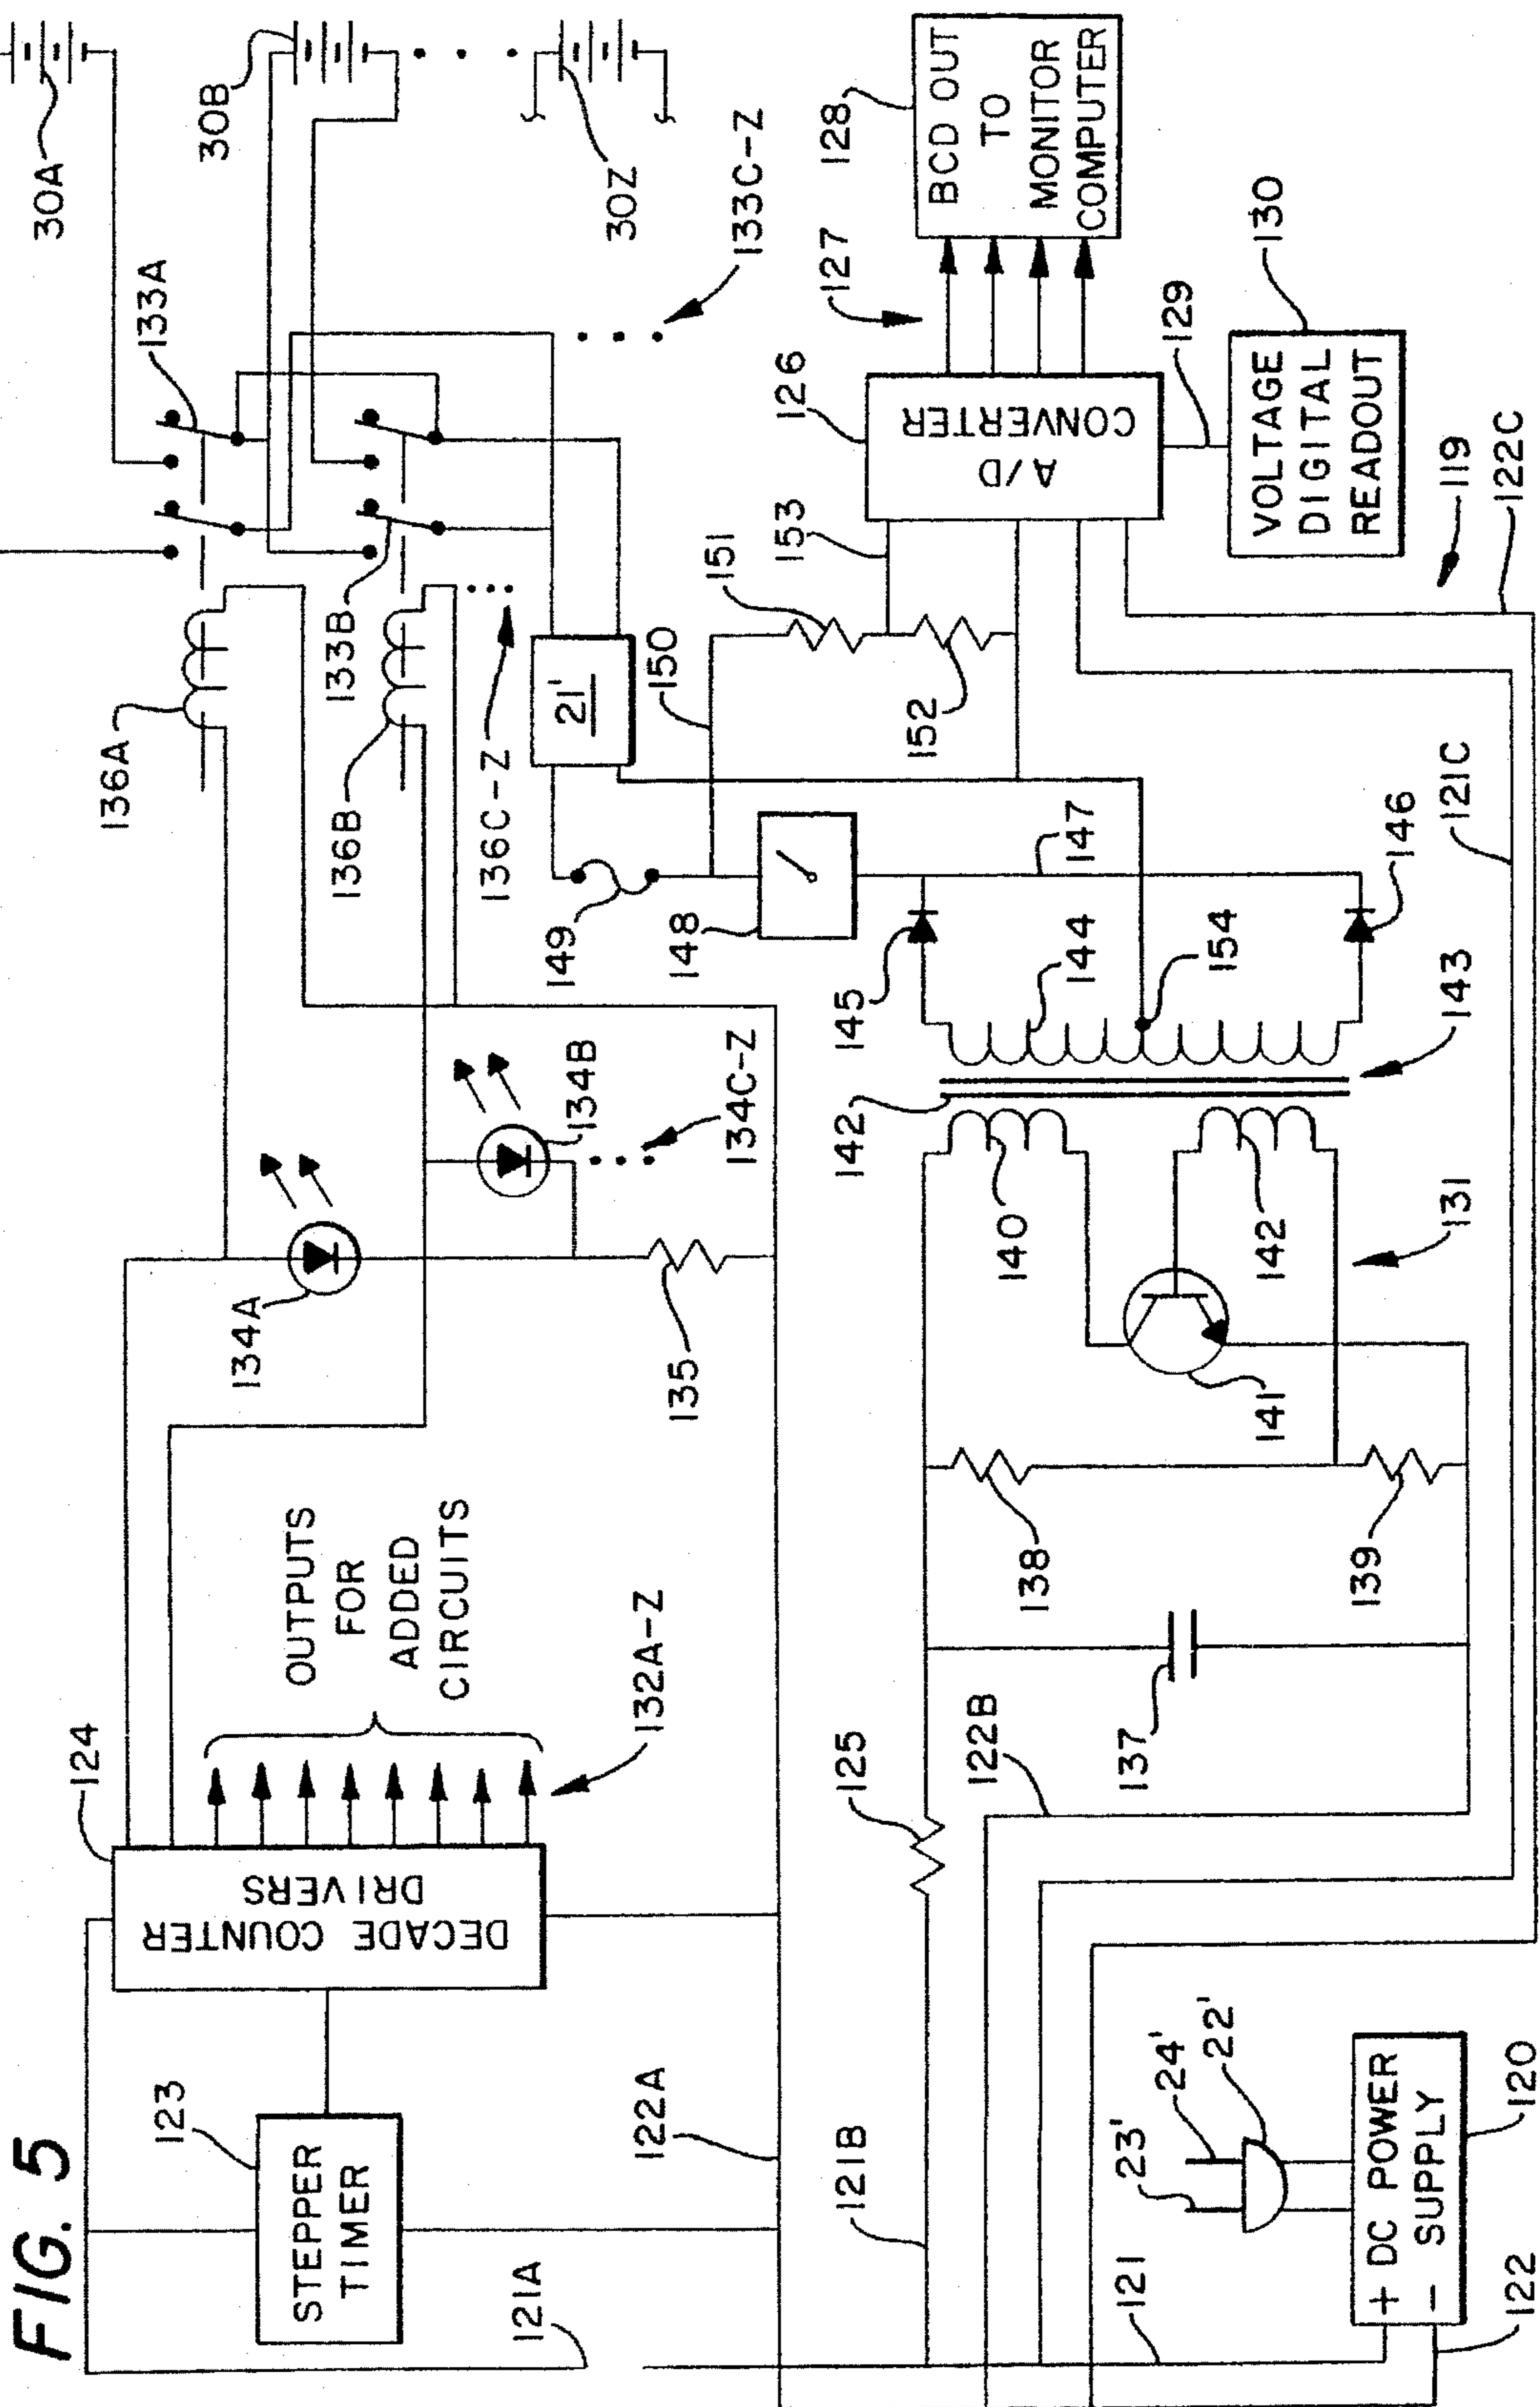 FIG. 5
123
STEPPER
TIMER
121A
124
DECADE COUNTER
DRIVERS
OUTPUTS
FOR
ADDED
CIRCUITS
132A-Z
122A
134A
134B
134C-Z
135
136A
136B
136C-Z
133A
133B
133C-Z
30A
30B
30Z
21'
150
151
152
153
149
148
147
145
146
144
154
143
142
140
142
141
131
138
139
137
125
122B
121B
126
A/D
CONVERTER
127
128
BCD OUT
TO
MONITOR
COMPUTER
129
130
VOLTAGE
DIGITAL
READOUT
119
122C
121C
23'
24'
22'
+ DC POWER
- SUPPLY
120
121
122